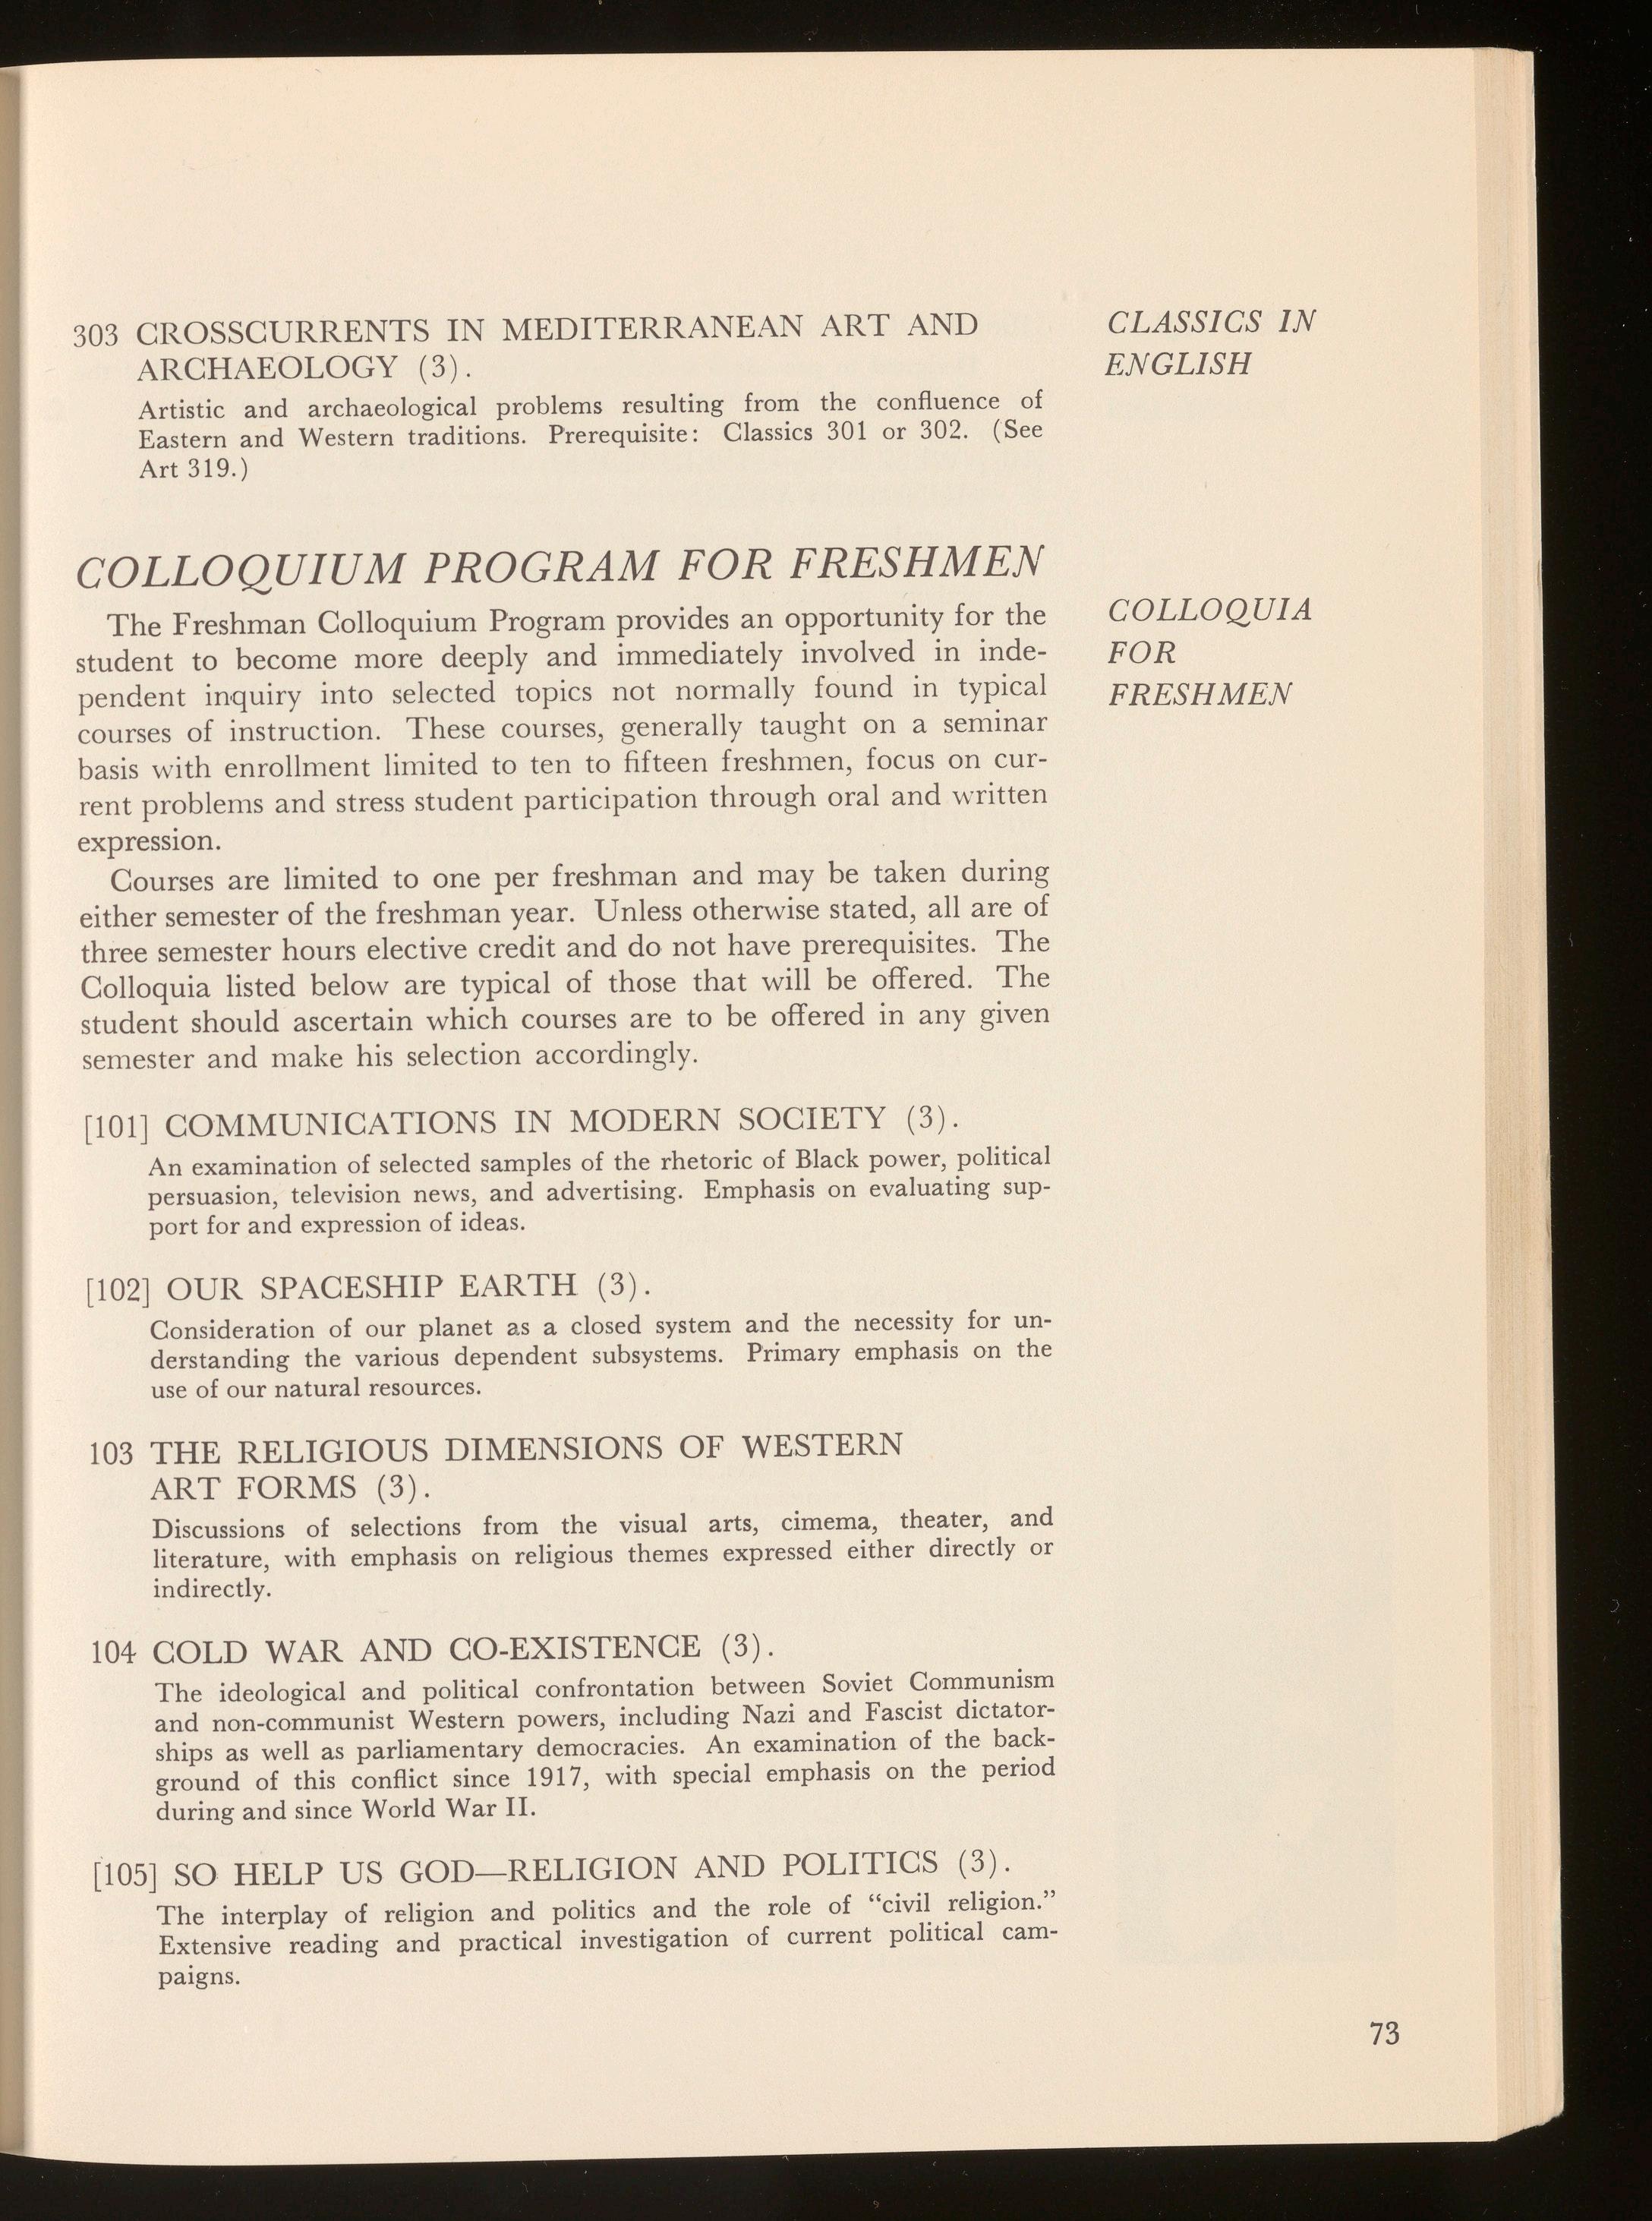 303 CROSSCURRENTS IN MEDITERRANEAN ART AND
ARCHAEOLOGY (3).
Artistic and archaeological problems resulting from the confluence of
Eastern and Western traditions. Prerequisite: Classics 301 or 302. (See
Art 319.)
CLASSICS IN
ENGLISH
COLLOQUIUM PROGRAM FOR FRESHMEN
The Freshman Colloquium Program provides an opportunity for the
student to become more deeply and immediately involved in inde-
pendent inquiry into selected topics not normally found in typical
courses of instruction. These courses, generally taught on a seminar
basis with enrollment limited to ten to fifteen freshmen, focus on cur-
rent problems and stress student participation through oral and written
expression.
COLLOQUIA
FOR
FRESHMEN
Courses are limited to one per freshman and may be taken during
either semester of the freshman year. Unless otherwise stated, all are of
three semester hours elective credit and do not have prerequisites. The
Colloquia listed below are typical of those that will be offered. The
student should ascertain which courses are to be offered in any given
semester and make his selection accordingly.
[101] COMMUNICATIONS IN MODERN SOCIETY (3).
An examination of selected samples of the rhetoric of Black power, political
persuasion, television news, and advertising. Emphasis on evaluating sup-
port for and expression of ideas.
[102] OUR SPACESHIP EARTH (3).
Consideration of our planet as a closed system and the necessity for un-
derstanding the various dependent subsystems. Primary emphasis on the
use of our natural resources.
103 THE RELIGIOUS DIMENSIONS OF WESTERN
ART FORMS (3).
Discussions of selections from the visual arts, cimema, theater, and
literature, with emphasis on religious themes expressed either directly or
indirectly.
104 COLD WAR AND CO-EXISTENCE (3).
The ideological and political confrontation between Soviet Communism
and non-communist Western powers, including Nazi and Fascist dictator-
ships as well as parliamentary democracies. An examination of the back-
ground of this conflict since 1917, with special emphasis on the period
during and since World War II.
[105] SO HELP US GOD—RELIGION AND POLITICS (3).
The interplay of religion and politics and the role of “civil religion.”
Extensive reading and practical investigation of current political cam-
paigns.
73